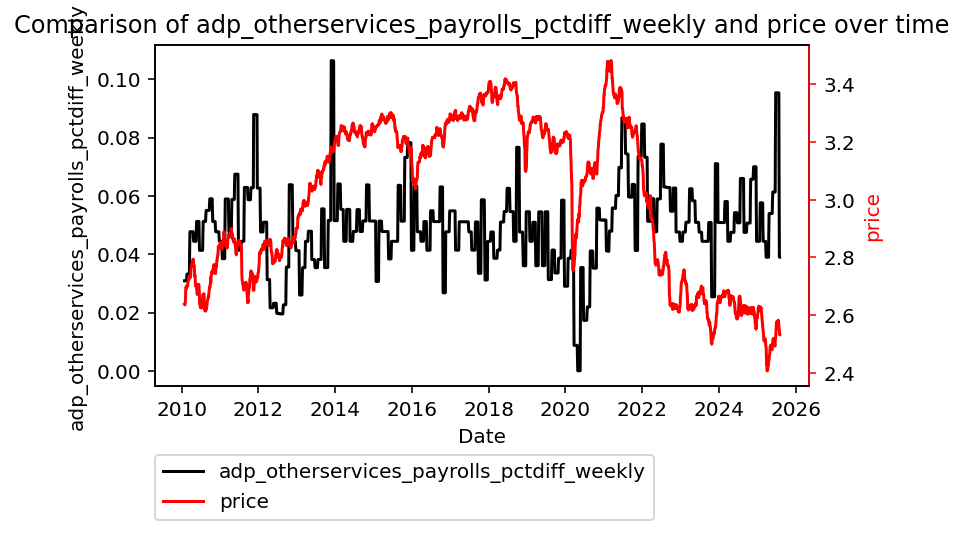 Comparison of adp_otherservices_payrolls_pctdiff_weekly and price over time
adp_otherservices_payrolls_pctdiff_weekly
0.10
0.08
0.06
0.04
0.02
0.00
3.4
3.2
3.0
2.8
2.6
2.4
price
2010 2012 2014 2016 2018 2020 2022 2024 2026
Date
adp_otherservices_payrolls_pctdiff_weekly
price